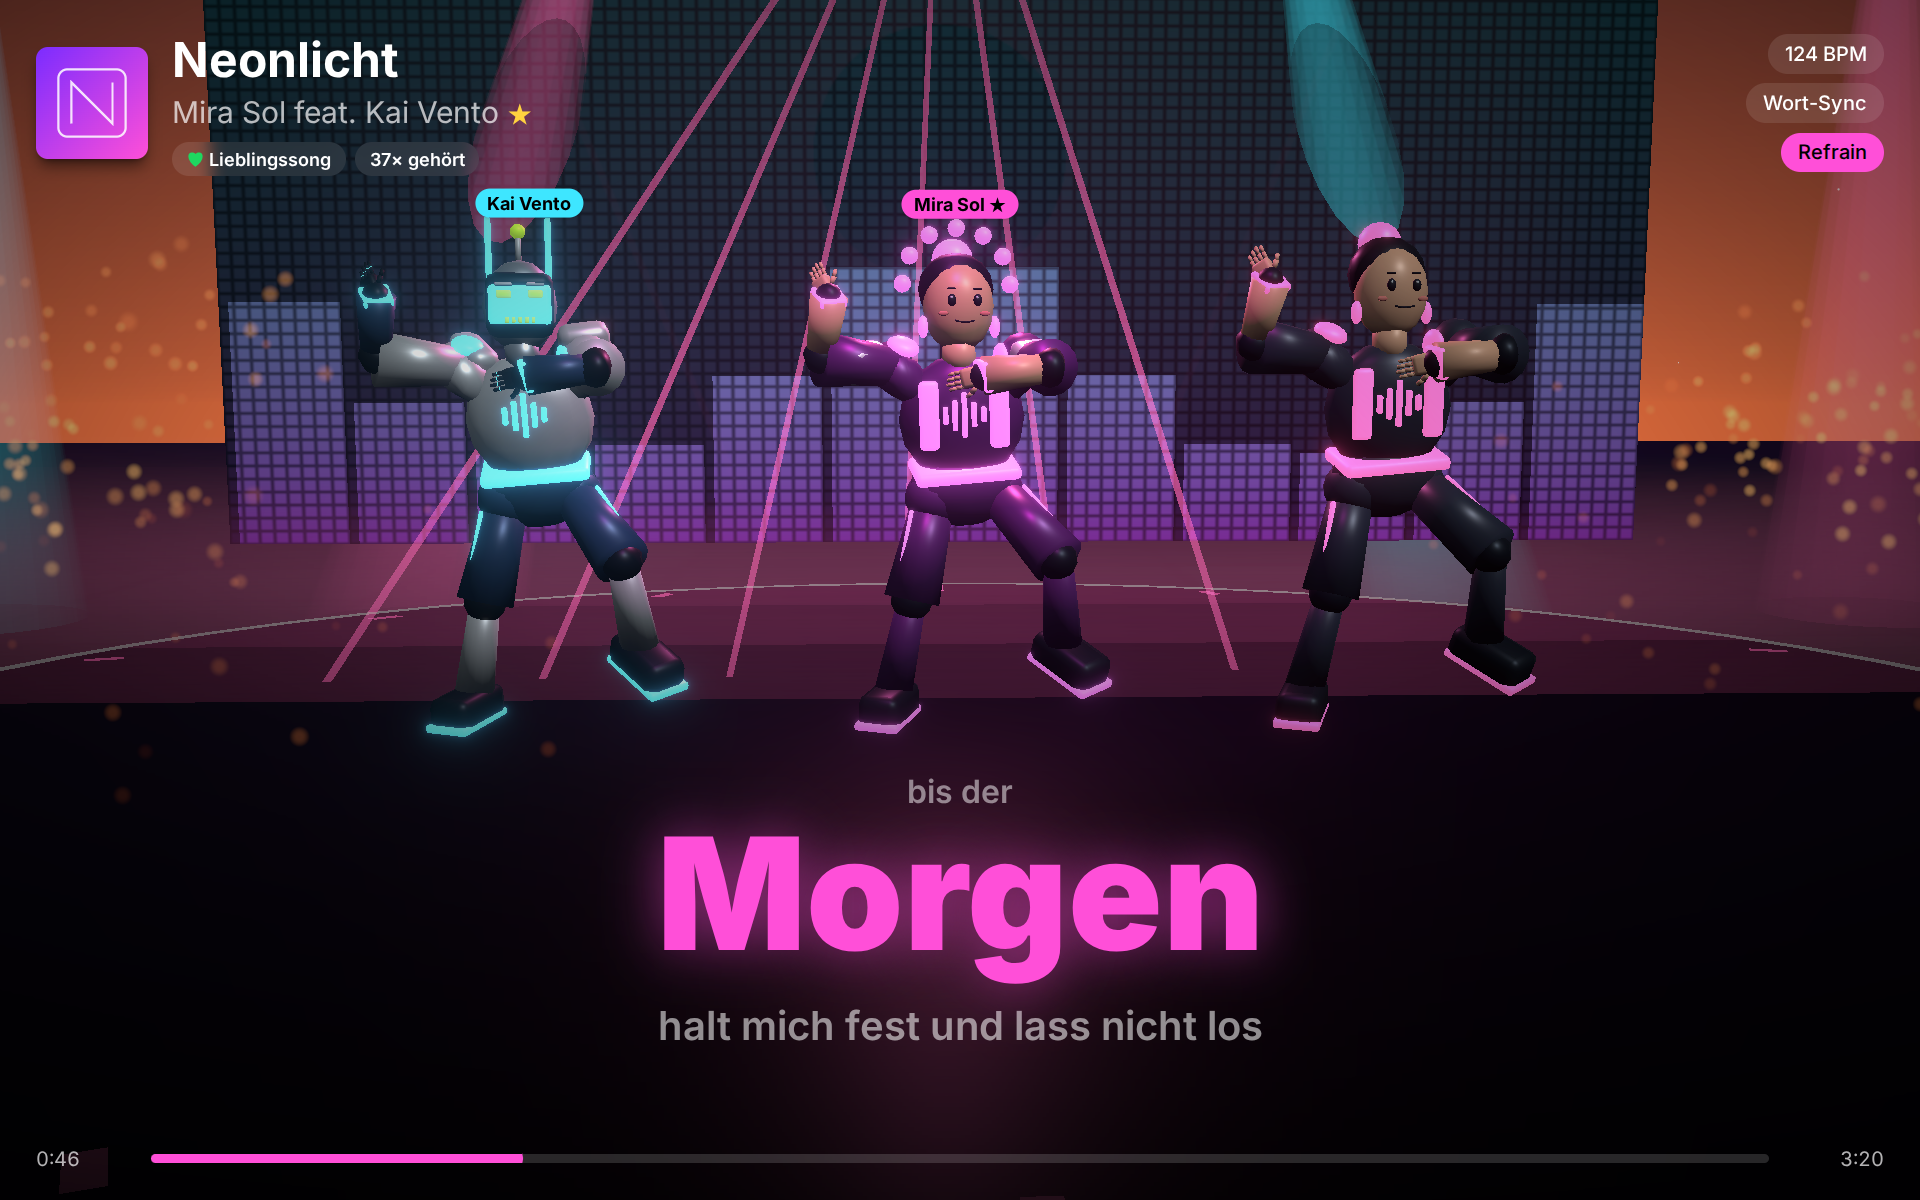 N
Neonlicht
Mira Sol feat. Kai Vento ★
Lieblingssong
37× gehört
124 BPM
Wort-Sync
Refrain
Kai Vento
Mira Sol ★
bis der
Morgen
halt mich fest und lass nicht los
0:46
3:20